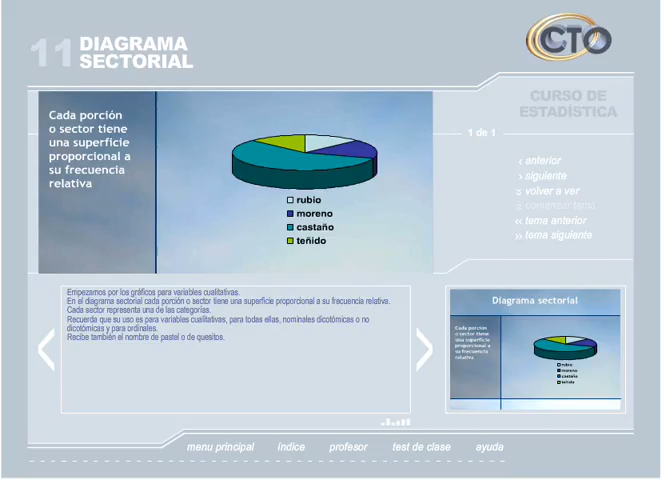 11 DIAGRAMA
SECTORIAL
CTO
CURSO DE
ESTADÍSTICA
1 de 1
Cada porción
o sector tiene
una superficie
proporcional a
su frecuencia
relativa
rubio
moreno
castaño
teñido
‹ anterior
› siguiente
volver a ver
comenzar tema
‹‹ tema anterior
›› tema siguiente
Empezamos por los gráficos para variables cualitativas.
En el diagrama sectorial cada porción o sector tiene una superficie proporcional a su frecuencia relativa.
Cada sector representa una de las categorías.
Recuerda que su uso es para variables cualitativas, para todas ellas, nominales dicotómicas o no
dicotómicas y para ordinales.
Recibe también el nombre de pastel o de quesitos.
Diagrama sectorial
Cada porción
o sector tiene
una superficie
proporcional a
su frecuencia
relativa
rubio
moreno
castaño
teñido
menu principal índice profesor test de clase ayuda